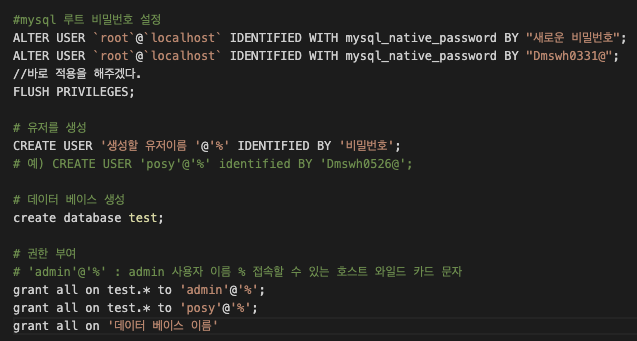 #mysql 루트 비밀번호 설정
ALTER USER `root`@`localhost` IDENTIFIED WITH mysql_native_password BY "새로운 비밀번호";
ALTER USER `root`@`localhost` IDENTIFIED WITH mysql_native_password BY "Dmswh0331@";
//바로 적용을 해주겠다.
FLUSH PRIVILEGES;
# 유저를 생성
CREATE USER '생성할 유저이름 '@'%' IDENTIFIED BY '비밀번호';
# 예) CREATE USER 'posy'@'%' identified BY 'Dmswh0526@';
# 데이터 베이스 생성
create database test;
# 권한 부여
# 'admin'@'%' : admin 사용자 이름 % 접속할 수 있는 호스트 와일드 카드 문자
grant all on test.* to 'admin'@'%';
grant all on test.* to 'posy'@'%';
grant all on '데이터 베이스 이름'